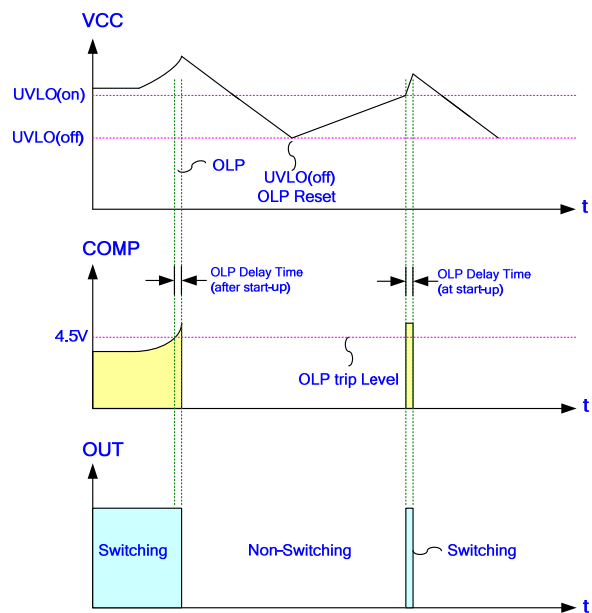 VCC
UVLO(on)
UVLO(off)
OLP
UVLO(off)
OLP Reset
t
COMP
OLP Delay Time
(after start-up)
OLP Delay Time
(at start-up)
4.5V
OLP trip Level
t
OUT
Switching
Non-Switching
Switching
t